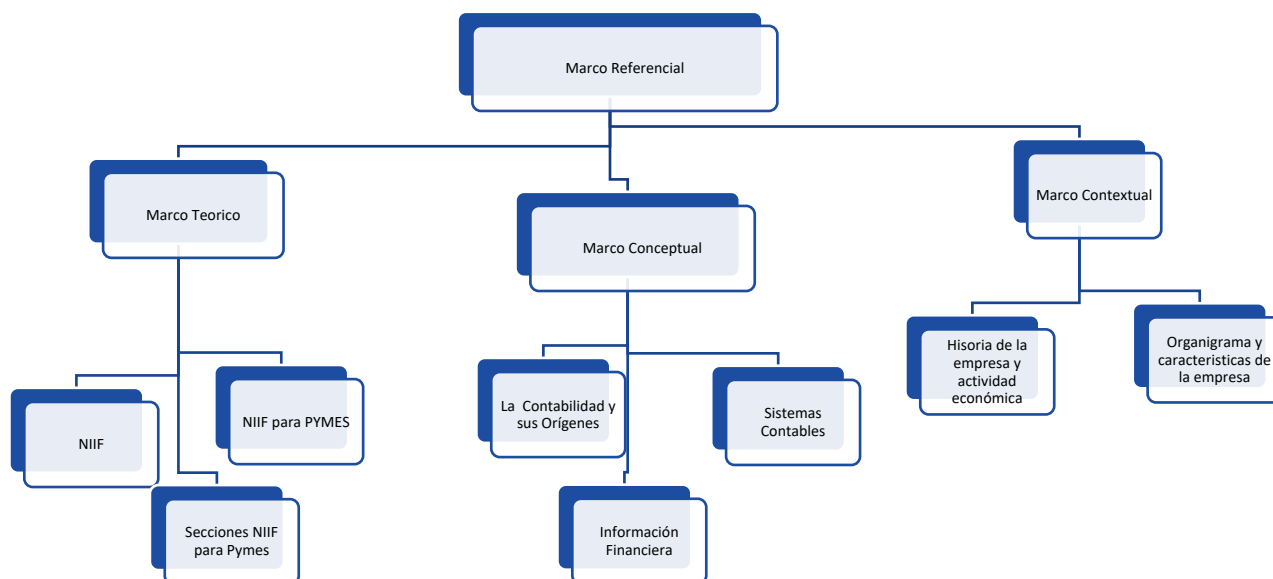 Marco Referencial
Marco Teorico
Marco Conceptual
Marco Contextual
NIIF
NIIF para PYMES
Secciones NIIF
para Pymes
La Contabilidad y
sus Orígenes
Sistemas
Contables
Información
Financiera
Hisoria de la
empresa y
actividad
económica
Organigrama y
caracteristicas de
la empresa